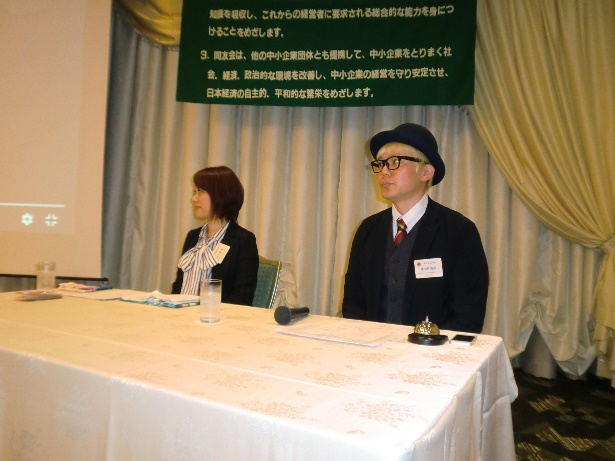 知識を吸収し、これからの経営者に要求される総合的な能力を身につ
けることをめざします。
3. 同友会は、他の中小企業団体とも提携して、中小企業をとりまく社
会、経済、政治的な環境を改善し、中小企業の経営を守り安定させ、
日本経済の自主的、平和的な繁栄をめざします。